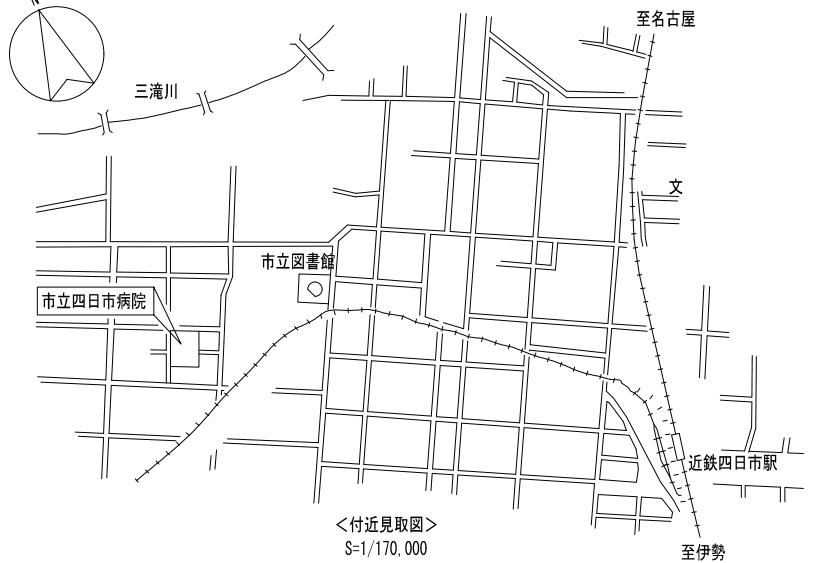 N
至名古屋
三滝川
文
市立図書館
市立四日市病院
近鉄四日市駅
<付近見取図>
S=1/170,000
至伊勢